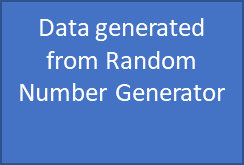 Data generated
from Random
Number Generator